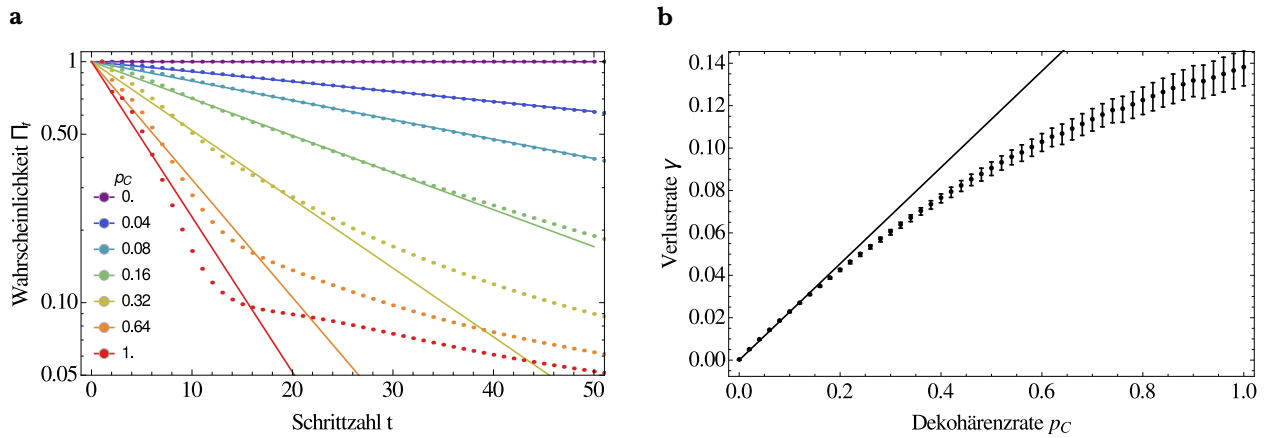 a
1
0.50
0.10
0.05
Wahrscheinlichkeit Πt
pC
0.
0.04
0.08
0.16
0.32
0.64
1.
0 10 20 30 40 50
Schrittzahl t
b
0.14
0.12
0.10
0.08
0.06
0.04
0.02
0.00
Verlustrate γ
0.0 0.2 0.4 0.6 0.8 1.0
Dekohärenzrate pC